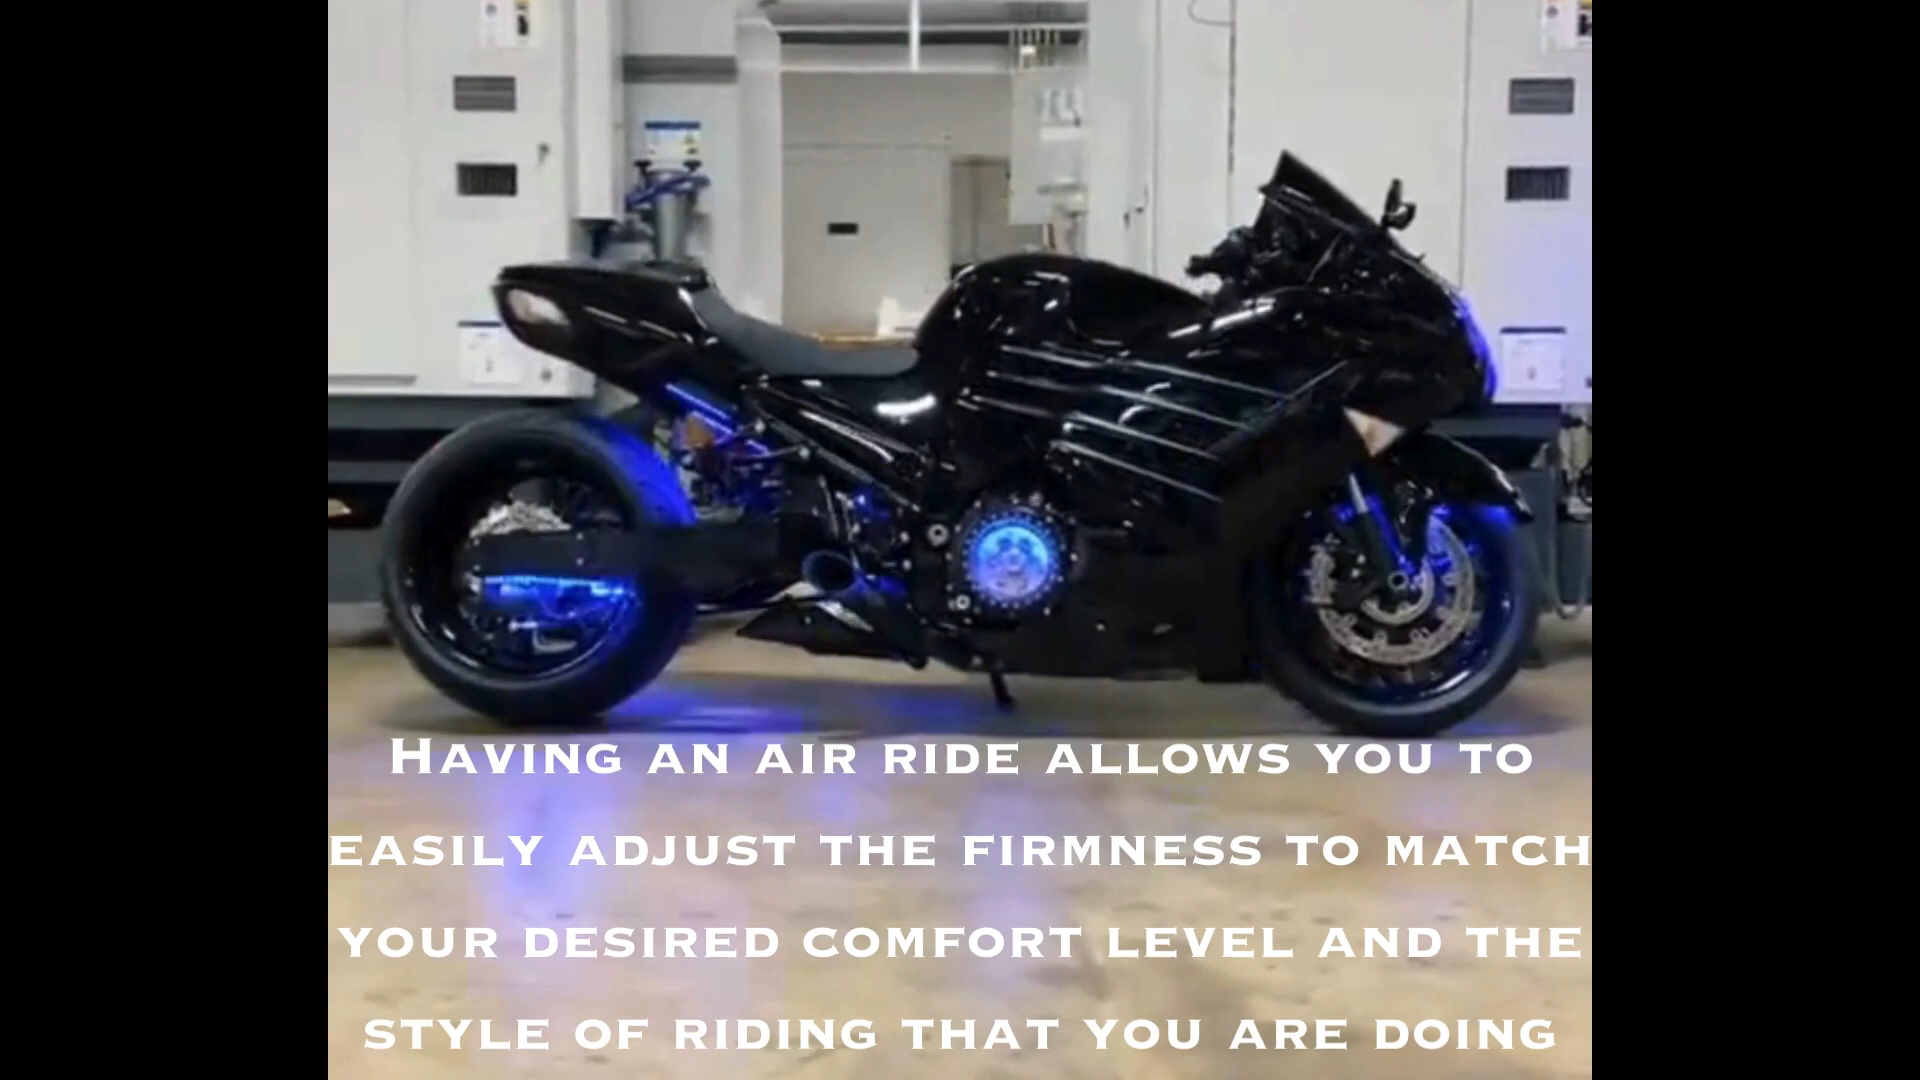 Having an air ride allows you to
easily adjust the firmness to match
your desired comfort level and the
style of riding that you are doing